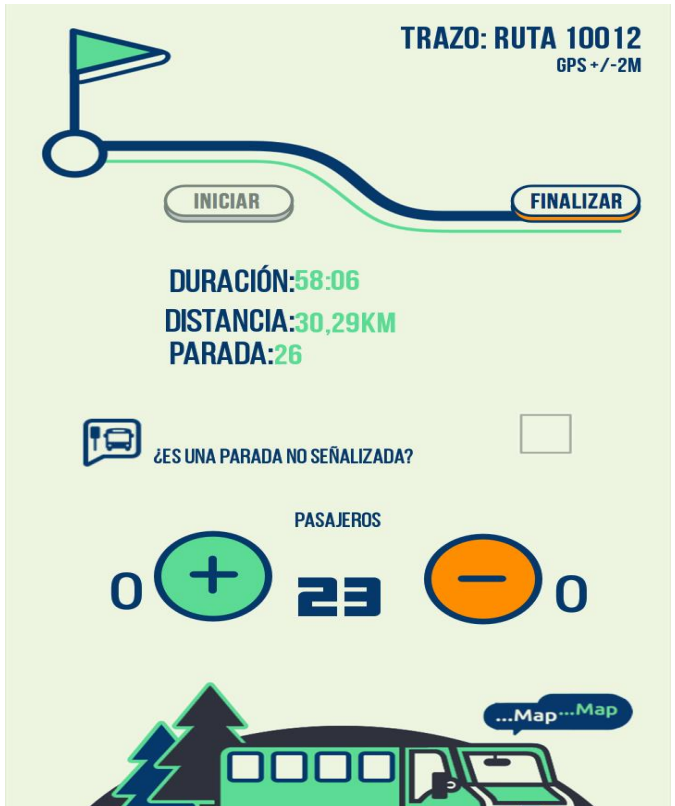 TRAZO: RUTA 10012
GPS +/-2M
INICIAR
FINALIZAR
DURACIÓN:58:06
DISTANCIA:30,29KM
PARADA:26
¿ES UNA PARADA NO SEÑALIZADA?
PASAJEROS
0 + 23 − 0
...Map...Map